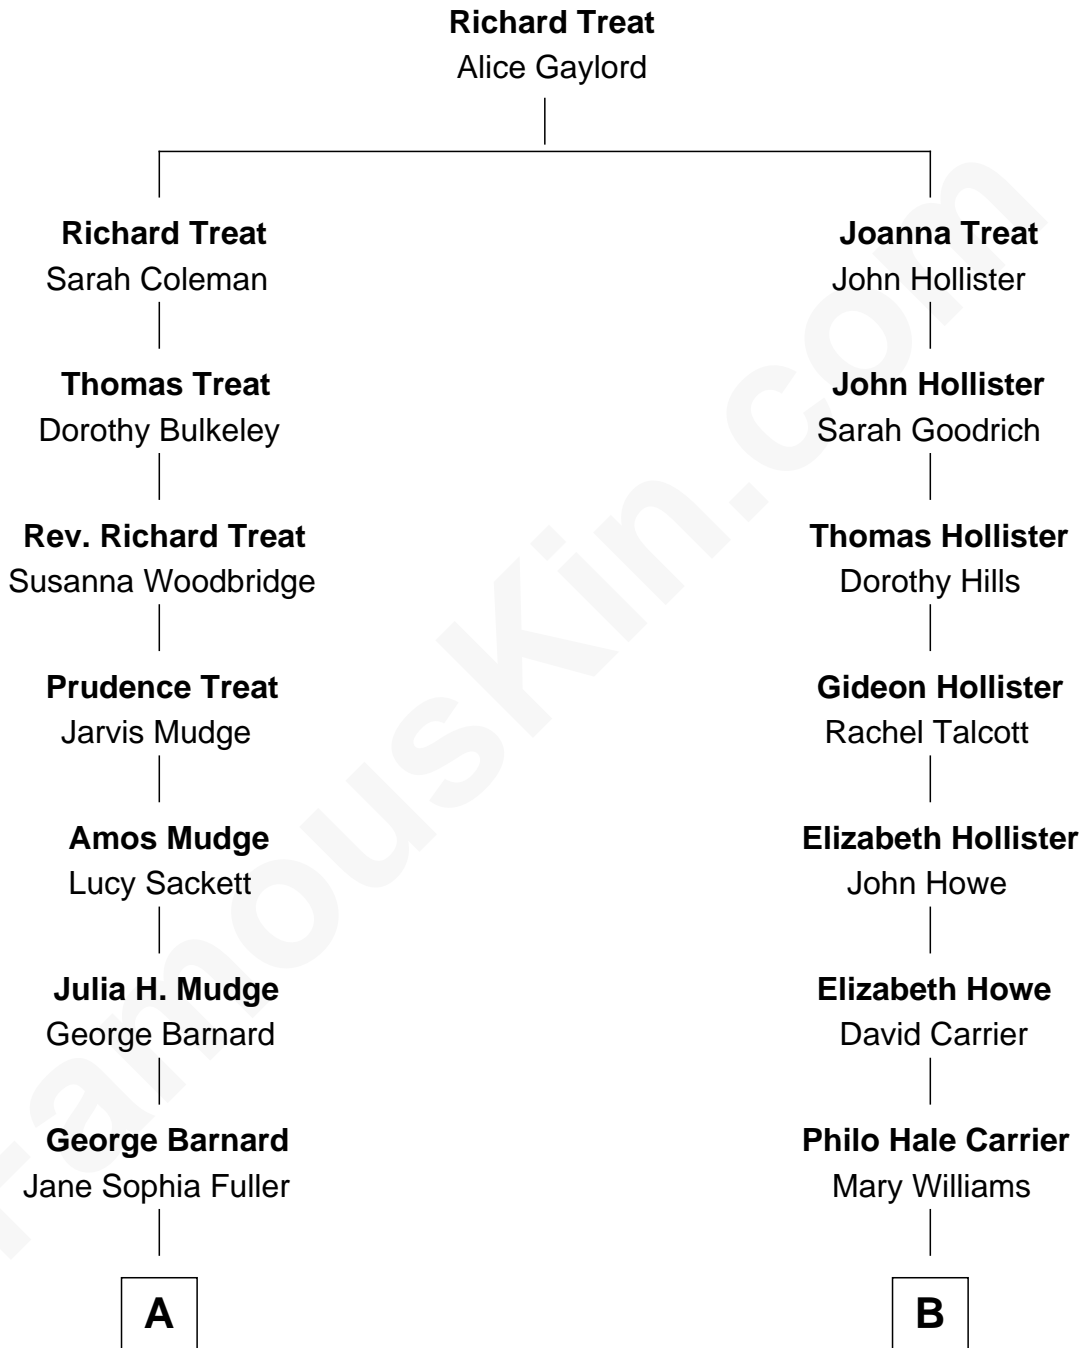 Richard Treat
Alice Gaylord
Richard Treat
Sarah Coleman
Joanna Treat
John Hollister
Thomas Treat
Dorothy Bulkeley
John Hollister
Sarah Goodrich
Rev. Richard Treat
Susanna Woodbridge
Thomas Hollister
Dorothy Hills
Prudence Treat
Jarvis Mudge
Gideon Hollister
Rachel Talcott
Amos Mudge
Lucy Sackett
Elizabeth Hollister
John Howe
Julia H. Mudge
George Barnard
Elizabeth Howe
David Carrier
George Barnard
Jane Sophia Fuller
Philo Hale Carrier
Mary Williams
A
B
FamousKin.com